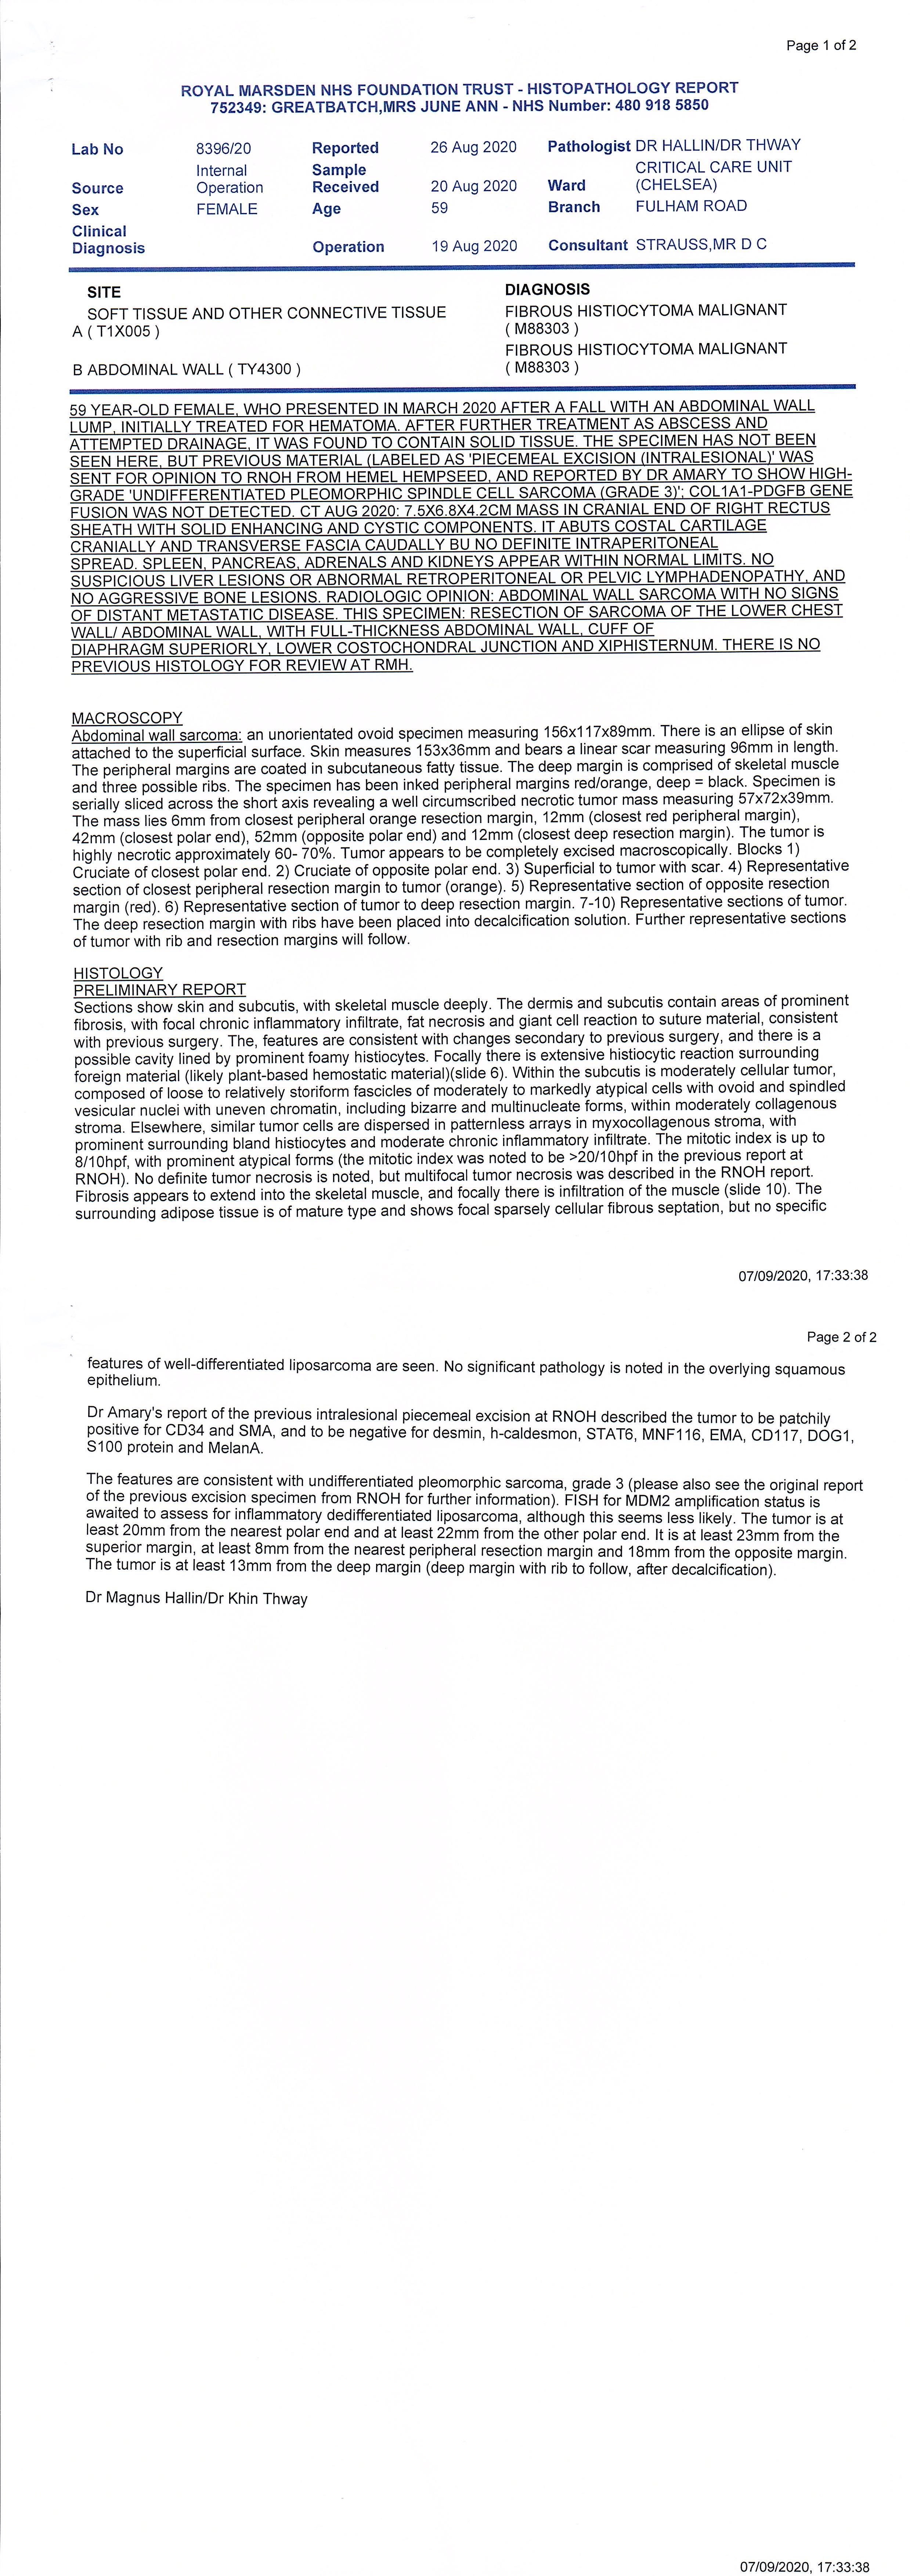 Page 1 of 2
ROYAL MARSDEN NHS FOUNDATION TRUST - HISTOPATHOLOGY REPORT
752349: GREATBATCH,MRS JUNE ANN - NHS Number: 480 918 5850
Lab No 8396/20 Reported 26 Aug 2020 Pathologist DR HALLIN/DR THWAY
Source Internal Operation Sample Received 20 Aug 2020 Ward CRITICAL CARE UNIT (CHELSEA)
Sex FEMALE Age 59 Branch FULHAM ROAD
Clinical Diagnosis Operation 19 Aug 2020 Consultant STRAUSS,MR D C
SITE DIAGNOSIS
SOFT TISSUE AND OTHER CONNECTIVE TISSUE FIBROUS HISTIOCYTOMA MALIGNANT
A ( T1X005 ) ( M88303 )
FIBROUS HISTIOCYTOMA MALIGNANT
B ABDOMINAL WALL ( TY4300 ) ( M88303 )
59 YEAR-OLD FEMALE, WHO PRESENTED IN MARCH 2020 AFTER A FALL WITH AN ABDOMINAL WALL
LUMP, INITIALLY TREATED FOR HEMATOMA. AFTER FURTHER TREATMENT AS ABSCESS AND
ATTEMPTED DRAINAGE, IT WAS FOUND TO CONTAIN SOLID TISSUE. THE SPECIMEN HAS NOT BEEN
SEEN HERE, BUT PREVIOUS MATERIAL (LABELED AS 'PIECEMEAL EXCISION (INTRALESIONAL)' WAS
SENT FOR OPINION TO RNOH FROM HEMEL HEMPSEED, AND REPORTED BY DR AMARY TO SHOW HIGH-
GRADE 'UNDIFFERENTIATED PLEOMORPHIC SPINDLE CELL SARCOMA (GRADE 3)': COL1A1-PDGFB GENE
FUSION WAS NOT DETECTED. CT AUG 2020: 7.5X6.8X4.2CM MASS IN CRANIAL END OF RIGHT RECTUS
SHEATH WITH SOLID ENHANCING AND CYSTIC COMPONENTS. IT ABUTS COSTAL CARTILAGE
CRANIALLY AND TRANSVERSE FASCIA CAUDALLY BU NO DEFINITE INTRAPERITONEAL
SPREAD. SPLEEN, PANCREAS, ADRENALS AND KIDNEYS APPEAR WITHIN NORMAL LIMITS. NO
SUSPICIOUS LIVER LESIONS OR ABNORMAL RETROPERITONEAL OR PELVIC LYMPHADENOPATHY, AND
NO AGGRESSIVE BONE LESIONS. RADIOLOGIC OPINION: ABDOMINAL WALL SARCOMA WITH NO SIGNS
OF DISTANT METASTATIC DISEASE. THIS SPECIMEN: RESECTION OF SARCOMA OF THE LOWER CHEST
WALL/ ABDOMINAL WALL, WITH FULL-THICKNESS ABDOMINAL WALL, CUFF OF
DIAPHRAGM SUPERIORLY, LOWER COSTOCHONDRAL JUNCTION AND XIPHISTERNUM. THERE IS NO
PREVIOUS HISTOLOGY FOR REVIEW AT RMH.
MACROSCOPY
Abdominal wall sarcoma: an unorientated ovoid specimen measuring 156x117x89mm. There is an ellipse of skin
attached to the superficial surface. Skin measures 153x36mm and bears a linear scar measuring 96mm in length.
The peripheral margins are coated in subcutaneous fatty tissue. The deep margin is comprised of skeletal muscle
and three possible ribs. The specimen has been inked peripheral margins red/orange, deep = black. Specimen is
serially sliced across the short axis revealing a well circumscribed necrotic tumor mass measuring 57x72x39mm.
The mass lies 6mm from closest peripheral orange resection margin, 12mm (closest red peripheral margin),
42mm (closest polar end), 52mm (opposite polar end) and 12mm (closest deep resection margin). The tumor is
highly necrotic approximately 60- 70%. Tumor appears to be completely excised macroscopically. Blocks 1)
Cruciate of closest polar end. 2) Cruciate of opposite polar end. 3) Superficial to tumor with scar. 4) Representative
section of closest peripheral resection margin to tumor (orange). 5) Representative section of opposite resection
margin (red). 6) Representative section of tumor to deep resection margin. 7-10) Representative sections of tumor.
The deep resection margin with ribs have been placed into decalcification solution. Further representative sections
of tumor with rib and resection margins will follow.
HISTOLOGY
PRELIMINARY REPORT
Sections show skin and subcutis, with skeletal muscle deeply. The dermis and subcutis contain areas of prominent
fibrosis, with focal chronic inflammatory infiltrate, fat necrosis and giant cell reaction to suture material, consistent
with previous surgery. The, features are consistent with changes secondary to previous surgery, and there is a
possible cavity lined by prominent foamy histiocytes. Focally there is extensive histiocytic reaction surrounding
foreign material (likely plant-based hemostatic material)(slide 6). Within the subcutis is moderately cellular tumor,
composed of loose to relatively storiform fascicles of moderately to markedly atypical cells with ovoid and spindled
vesicular nuclei with uneven chromatin, including bizarre and multinucleate forms, within moderately collagenous
stroma. Elsewhere, similar tumor cells are dispersed in patternless arrays in myxocollagenous stroma, with
prominent surrounding bland histiocytes and moderate chronic inflammatory infiltrate. The mitotic index is up to
8/10hpf, with prominent atypical forms (the mitotic index was noted to be >20/10hpf in the previous report at
RNOH). No definite tumor necrosis is noted, but multifocal tumor necrosis was described in the RNOH report.
Fibrosis appears to extend into the skeletal muscle, and focally there is infiltration of the muscle (slide 10). The
surrounding adipose tissue is of mature type and shows focal sparsely cellular fibrous septation, but no specific
07/09/2020, 17:33:38
Page 2 of 2
features of well-differentiated liposarcoma are seen. No significant pathology is noted in the overlying squamous
epithelium.
Dr Amary's report of the previous intralesional piecemeal excision at RNOH described the tumor to be patchily
positive for CD34 and SMA, and to be negative for desmin, h-caldesmon, STAT6, MNF116, EMA, CD117, DOG1,
S100 protein and MelanA.
The features are consistent with undifferentiated pleomorphic sarcoma, grade 3 (please also see the original report
of the previous excision specimen from RNOH for further information). FISH for MDM2 amplification status is
awaited to assess for inflammatory dedifferentiated liposarcoma, although this seems less likely. The tumor is at
least 20mm from the nearest polar end and at least 22mm from the other polar end. It is at least 23mm from the
superior margin, at least 8mm from the nearest peripheral resection margin and 18mm from the opposite margin.
The tumor is at least 13mm from the deep margin (deep margin with rib to follow, after decalcification).
Dr Magnus Hallin/Dr Khin Thway
07/09/2020, 17:33:38